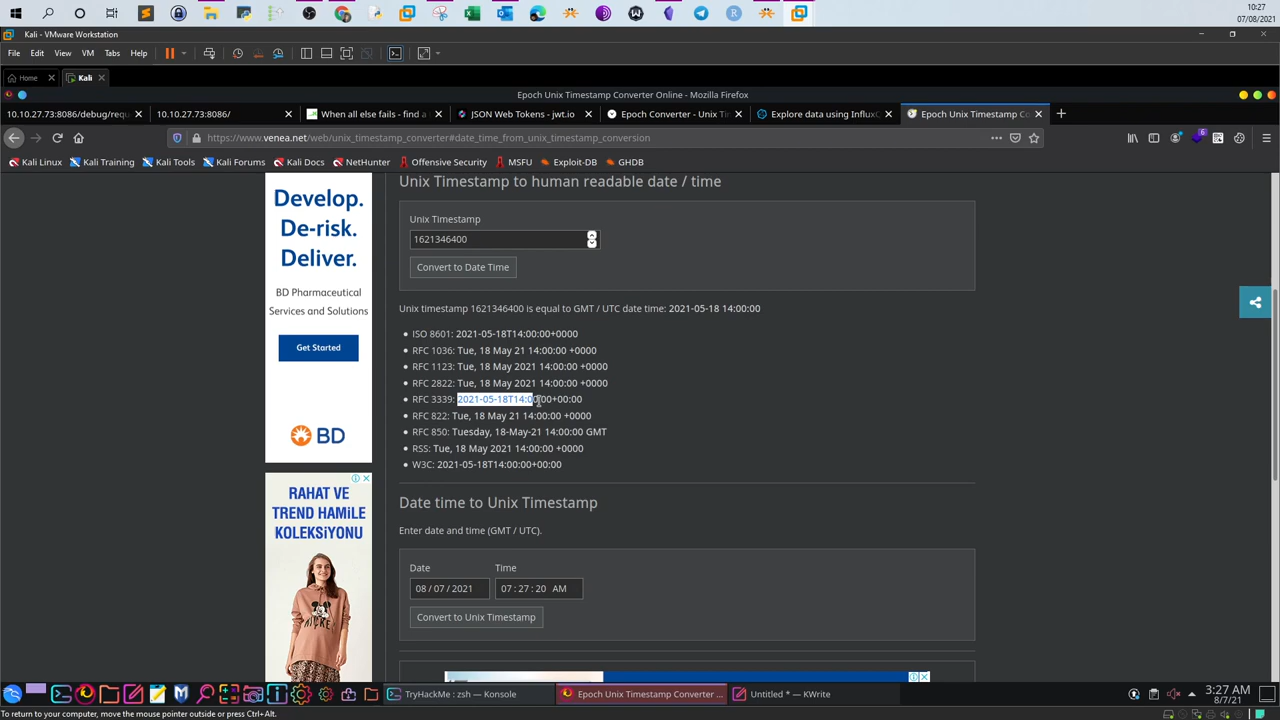 10:27
07/08/2021
Kali - VMware Workstation
File Edit View VM Tabs Help
Home Kali
Epoch Unix Timestamp Converter Online - Mozilla Firefox
10.10.27.73:8086/debug/requ
10.10.27.73:8086/
When all else fails - find a
JSON Web Tokens - jwt.io
Epoch Converter - Unix Ti
Explore data using InfluxQ
Epoch Unix Timestamp Co
https://www.venea.net/web/unix_timestamp_converter#date_time_from_unix_timestamp_conversion
6
Kali Linux Kali Training Kali Tools Kali Forums Kali Docs NetHunter Offensive Security MSFU Exploit-DB GHDB
Develop.
De-risk.
Deliver.
BD Pharmaceutical
Services and Solutions
Get Started
BD
RAHAT VE
TREND HAMİLE
KOLEKSİYONU
Unix Timestamp to human readable date / time
Unix Timestamp
1621346400
Convert to Date Time
Unix timestamp 1621346400 is equal to GMT / UTC date time: 2021-05-18 14:00:00
ISO 8601: 2021-05-18T14:00:00+0000
RFC 1036: Tue, 18 May 21 14:00:00 +0000
RFC 1123: Tue, 18 May 2021 14:00:00 +0000
RFC 2822: Tue, 18 May 2021 14:00:00 +0000
RFC 3339: 2021-05-18T14:00:00+00:00
RFC 822: Tue, 18 May 21 14:00:00 +0000
RFC 850: Tuesday, 18-May-21 14:00:00 GMT
RSS: Tue, 18 May 2021 14:00:00 +0000
W3C: 2021-05-18T14:00:00+00:00
Date time to Unix Timestamp
Enter date and time (GMT / UTC).
Date Time
08 / 07 / 2021 07 : 27 : 20 AM
Convert to Unix Timestamp
TryHackMe : zsh — Konsole
Epoch Unix Timestamp Converter ...
Untitled * — KWrite
3:27 AM
8/7/21
To return to your computer, move the mouse pointer outside or press Ctrl+Alt.